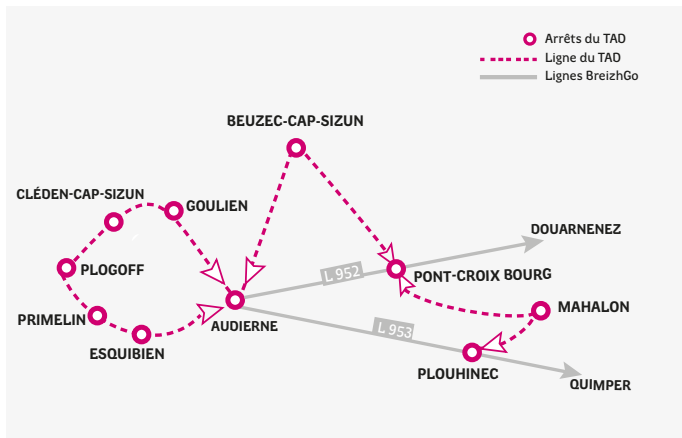 Arrêts du TAD
Ligne du TAD
Lignes BreizhGo
BEUZEC-CAP-SIZUN
CLÉDEN-CAP-SIZUN
GOULIEN
DOUARNENEZ
PLOGOFF
L 952
PONT-CROIX BOURG
MAHALON
PRIMELIN
AUDIERNE
L 953
ESQUIBIEN
PLOUHINEC
QUIMPER